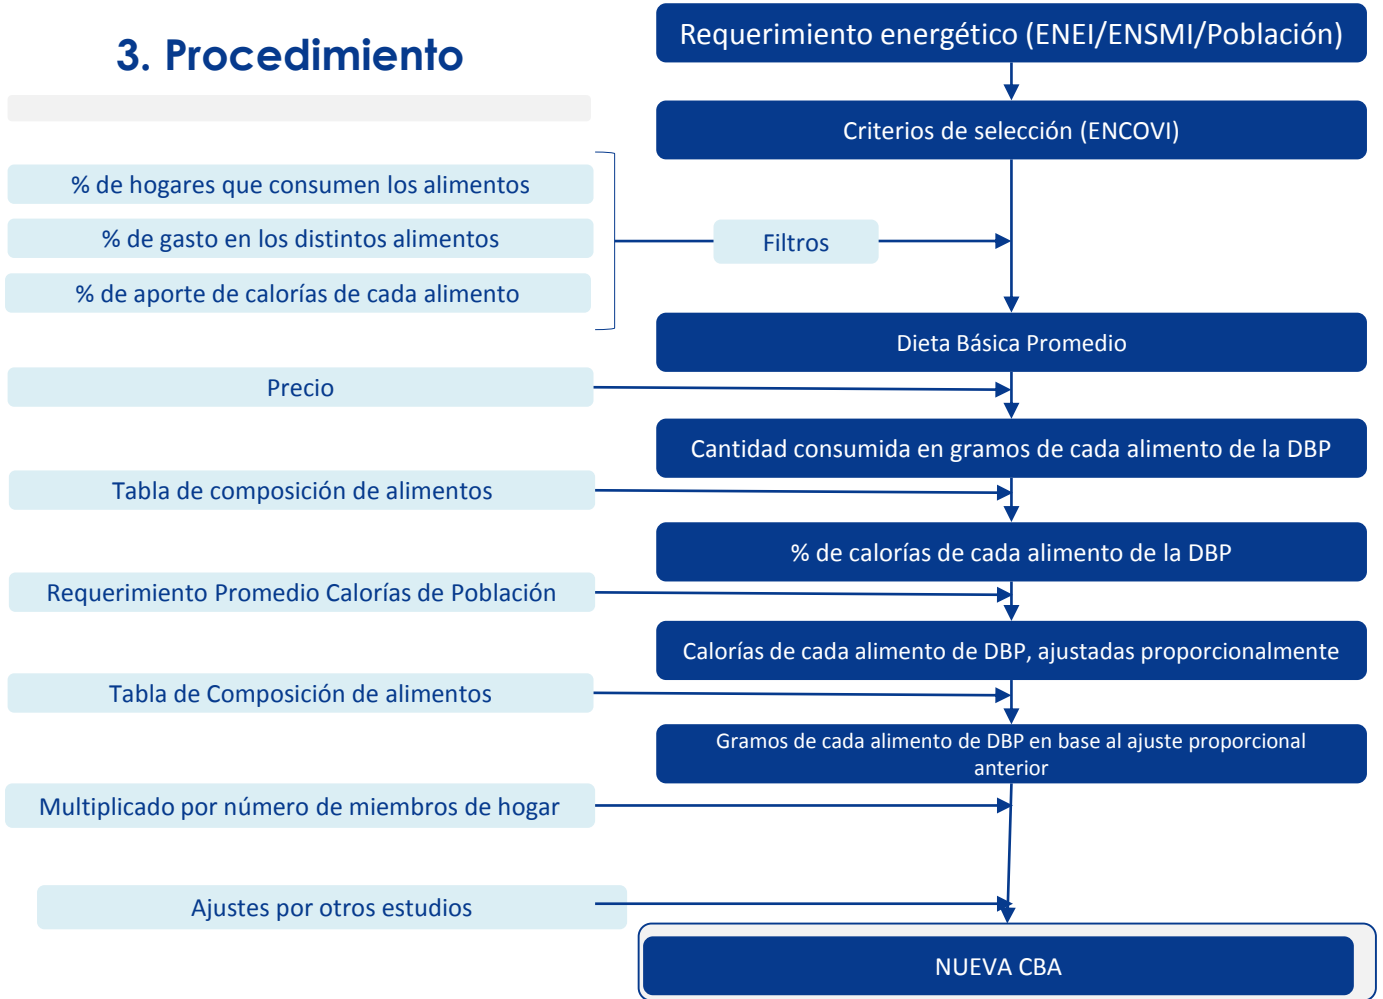 3. Procedimiento
Requerimiento energético (ENEI/ENSMI/Población)
Criterios de selección (ENCOVI)
% de hogares que consumen los alimentos
% de gasto en los distintos alimentos
% de aporte de calorías de cada alimento
Filtros
Dieta Básica Promedio
Precio
Cantidad consumida en gramos de cada alimento de la DBP
Tabla de composición de alimentos
% de calorías de cada alimento de la DBP
Requerimiento Promedio Calorías de Población
Calorías de cada alimento de DBP, ajustadas proporcionalmente
Tabla de Composición de alimentos
Gramos de cada alimento de DBP en base al ajuste proporcional
anterior
Multiplicado por número de miembros de hogar
Ajustes por otros estudios
NUEVA CBA